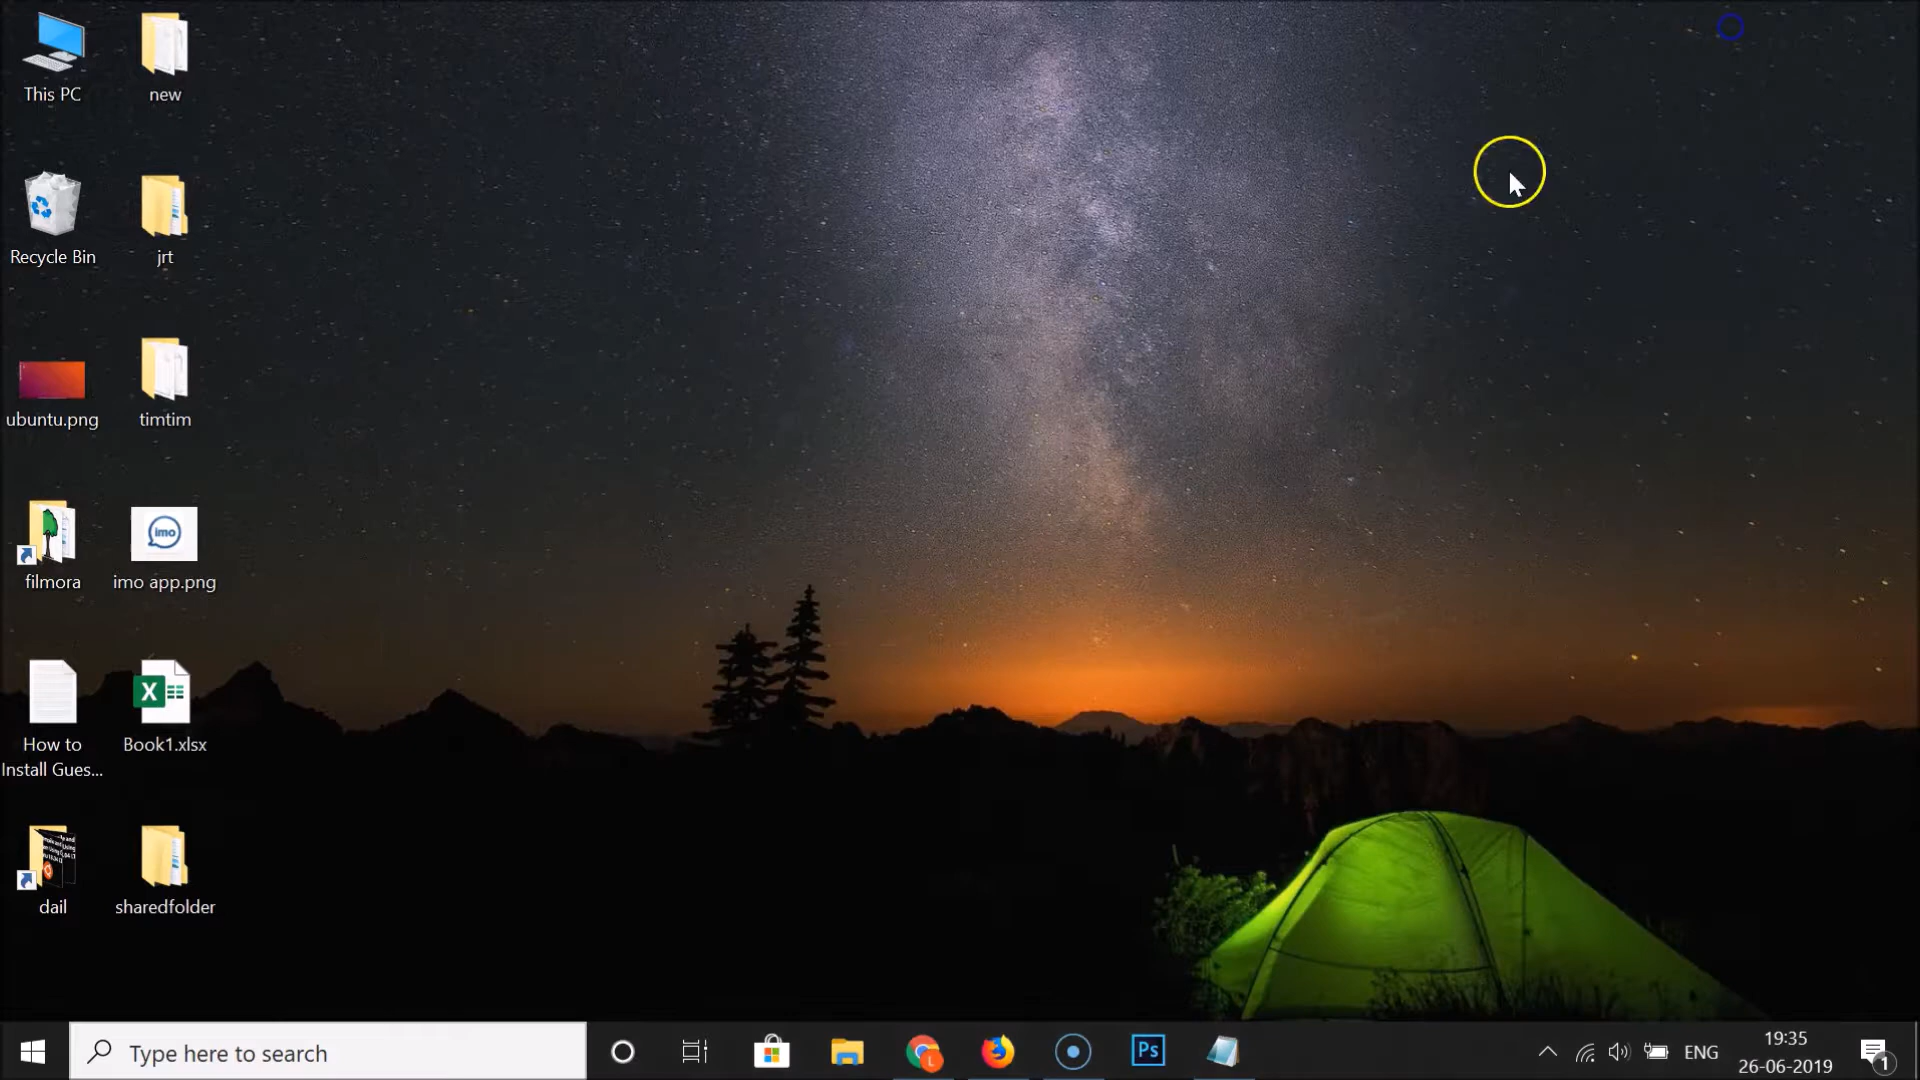 This PC
new
Recycle Bin
jrt
ubuntu.png
timtim
filmora
imo
imo app.png
X
How to
Install Gues...
Book1.xlsx
dail
sharedfolder
Type here to search
L
Ps
ENG
19:35
26-06-2019
1